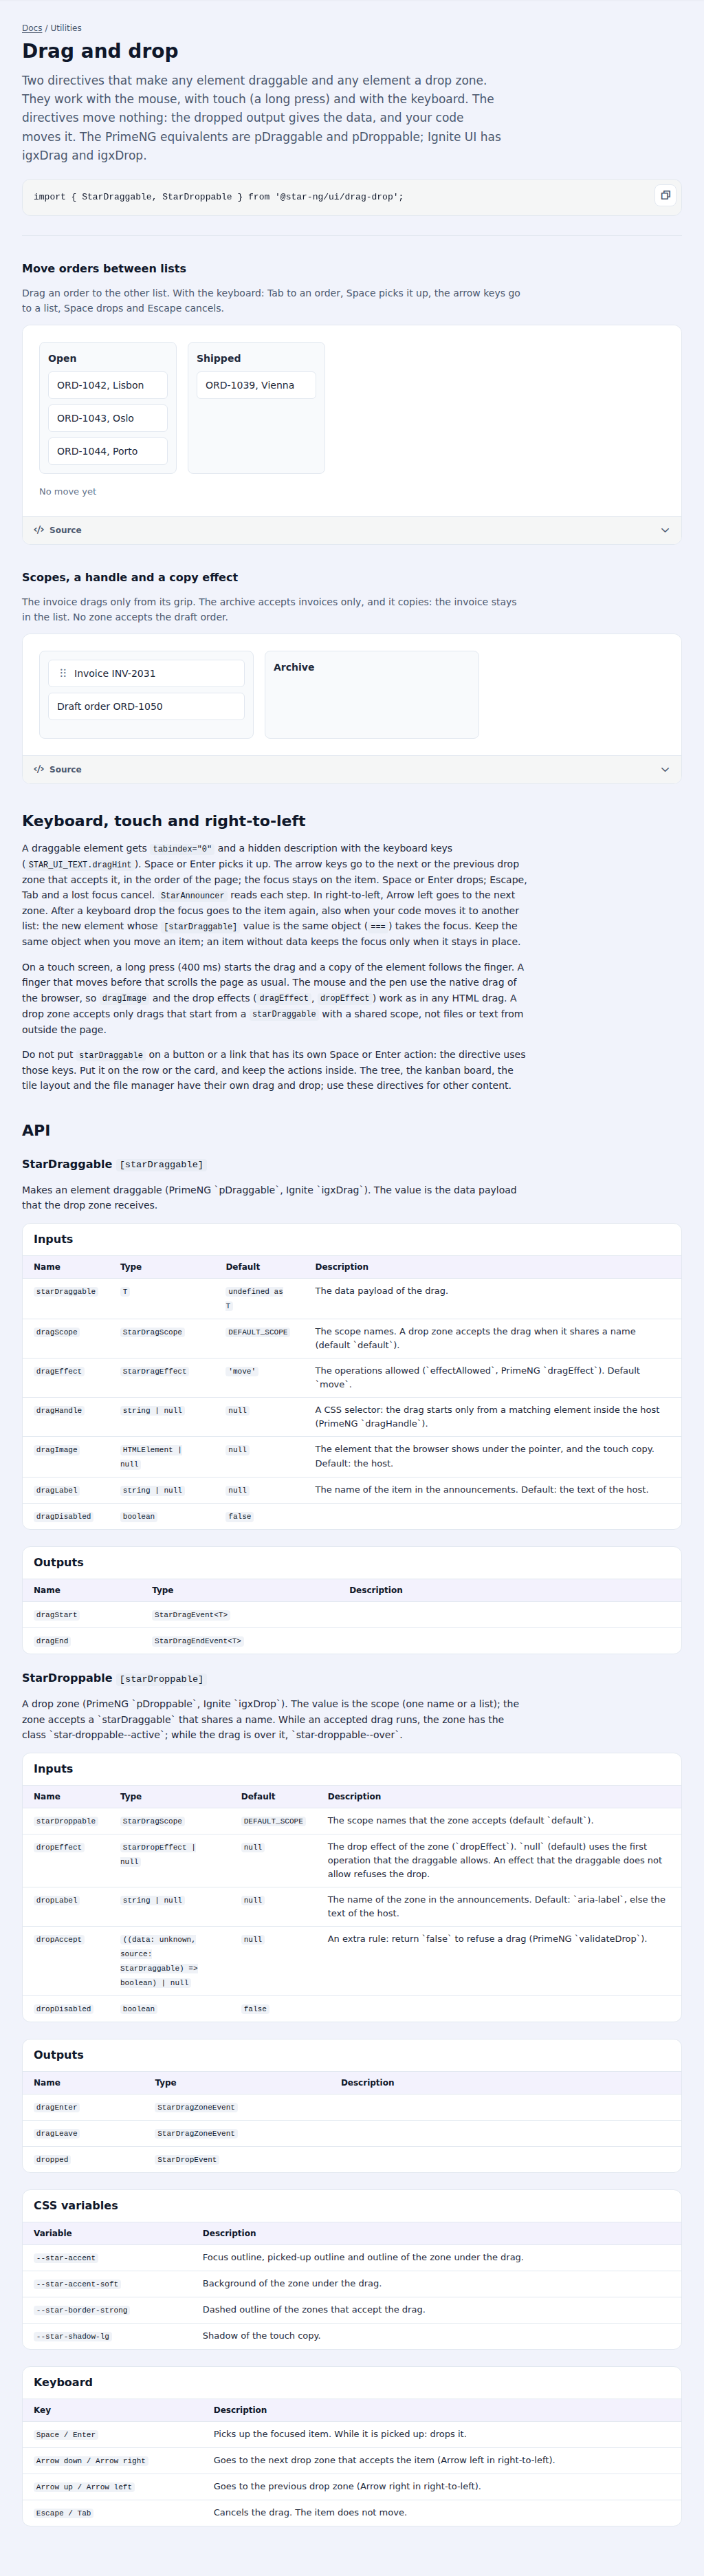 Docs / Utilities
Drag and drop
Two directives that make any element draggable and any element a drop zone.
They work with the mouse, with touch (a long press) and with the keyboard. The
directives move nothing: the dropped output gives the data, and your code
moves it. The PrimeNG equivalents are pDraggable and pDroppable; Ignite UI has
igxDrag and igxDrop.
import { StarDraggable, StarDroppable } from '@star-ng/ui/drag-drop';
Move orders between lists
Drag an order to the other list. With the keyboard: Tab to an order, Space picks it up, the arrow keys go
to a list, Space drops and Escape cancels.
Open
ORD-1042, Lisbon
ORD-1043, Oslo
ORD-1044, Porto
Shipped
ORD-1039, Vienna
No move yet
</> Source
Scopes, a handle and a copy effect
The invoice drags only from its grip. The archive accepts invoices only, and it copies: the invoice stays
in the list. No zone accepts the draft order.
Invoice INV-2031
Draft order ORD-1050
Archive
</> Source
Keyboard, touch and right-to-left
A draggable element gets tabindex="0" and a hidden description with the keyboard keys
(STAR_UI_TEXT.dragHint). Space or Enter picks it up. The arrow keys go to the next or the previous drop
zone that accepts it, in the order of the page; the focus stays on the item. Space or Enter drops; Escape,
Tab and a lost focus cancel. StarAnnouncer reads each step. In right-to-left, Arrow left goes to the next
zone. After a keyboard drop the focus goes to the item again, also when your code moves it to another
list: the new element whose [starDraggable] value is the same object (===) takes the focus. Keep the
same object when you move an item; an item without data keeps the focus only when it stays in place.
On a touch screen, a long press (400 ms) starts the drag and a copy of the element follows the finger. A
finger that moves before that scrolls the page as usual. The mouse and the pen use the native drag of
the browser, so dragImage and the drop effects (dragEffect, dropEffect) work as in any HTML drag. A
drop zone accepts only drags that start from a starDraggable with a shared scope, not files or text from
outside the page.
Do not put starDraggable on a button or a link that has its own Space or Enter action: the directive uses
those keys. Put it on the row or the card, and keep the actions inside. The tree, the kanban board, the
tile layout and the file manager have their own drag and drop; use these directives for other content.
API
StarDraggable [starDraggable]
Makes an element draggable (PrimeNG `pDraggable`, Ignite `igxDrag`). The value is the data payload
that the drop zone receives.
Inputs
Name Type Default Description
starDraggable T undefined as T The data payload of the drag.
dragScope StarDragScope DEFAULT_SCOPE The scope names. A drop zone accepts the drag when it shares a name
(default `default`).
dragEffect StarDragEffect 'move' The operations allowed (`effectAllowed`, PrimeNG `dragEffect`). Default
`move`.
dragHandle string | null null A CSS selector: the drag starts only from a matching element inside the host
(PrimeNG `dragHandle`).
dragImage HTMLElement | null null The element that the browser shows under the pointer, and the touch copy.
Default: the host.
dragLabel string | null null The name of the item in the announcements. Default: the text of the host.
dragDisabled boolean false
Outputs
Name Type Description
dragStart StarDragEvent<T>
dragEnd StarDragEndEvent<T>
StarDroppable [starDroppable]
A drop zone (PrimeNG `pDroppable`, Ignite `igxDrop`). The value is the scope (one name or a list); the
zone accepts a `starDraggable` that shares a name. While an accepted drag runs, the zone has the
class `star-droppable--active`; while the drag is over it, `star-droppable--over`.
Inputs
Name Type Default Description
starDroppable StarDragScope DEFAULT_SCOPE The scope names that the zone accepts (default `default`).
dropEffect StarDropEffect | null null The drop effect of the zone (`dropEffect`). `null` (default) uses the first
operation that the draggable allows. An effect that the draggable does not
allow refuses the drop.
dropLabel string | null null The name of the zone in the announcements. Default: `aria-label`, else the
text of the host.
dropAccept ((data: unknown, source: StarDraggable) => boolean) | null null An extra rule: return `false` to refuse a drag (PrimeNG `validateDrop`).
dropDisabled boolean false
Outputs
Name Type Description
dragEnter StarDragZoneEvent
dragLeave StarDragZoneEvent
dropped StarDropEvent
CSS variables
Variable Description
--star-accent Focus outline, picked-up outline and outline of the zone under the drag.
--star-accent-soft Background of the zone under the drag.
--star-border-strong Dashed outline of the zones that accept the drag.
--star-shadow-lg Shadow of the touch copy.
Keyboard
Key Description
Space / Enter Picks up the focused item. While it is picked up: drops it.
Arrow down / Arrow right Goes to the next drop zone that accepts the item (Arrow left in right-to-left).
Arrow up / Arrow left Goes to the previous drop zone (Arrow right in right-to-left).
Escape / Tab Cancels the drag. The item does not move.